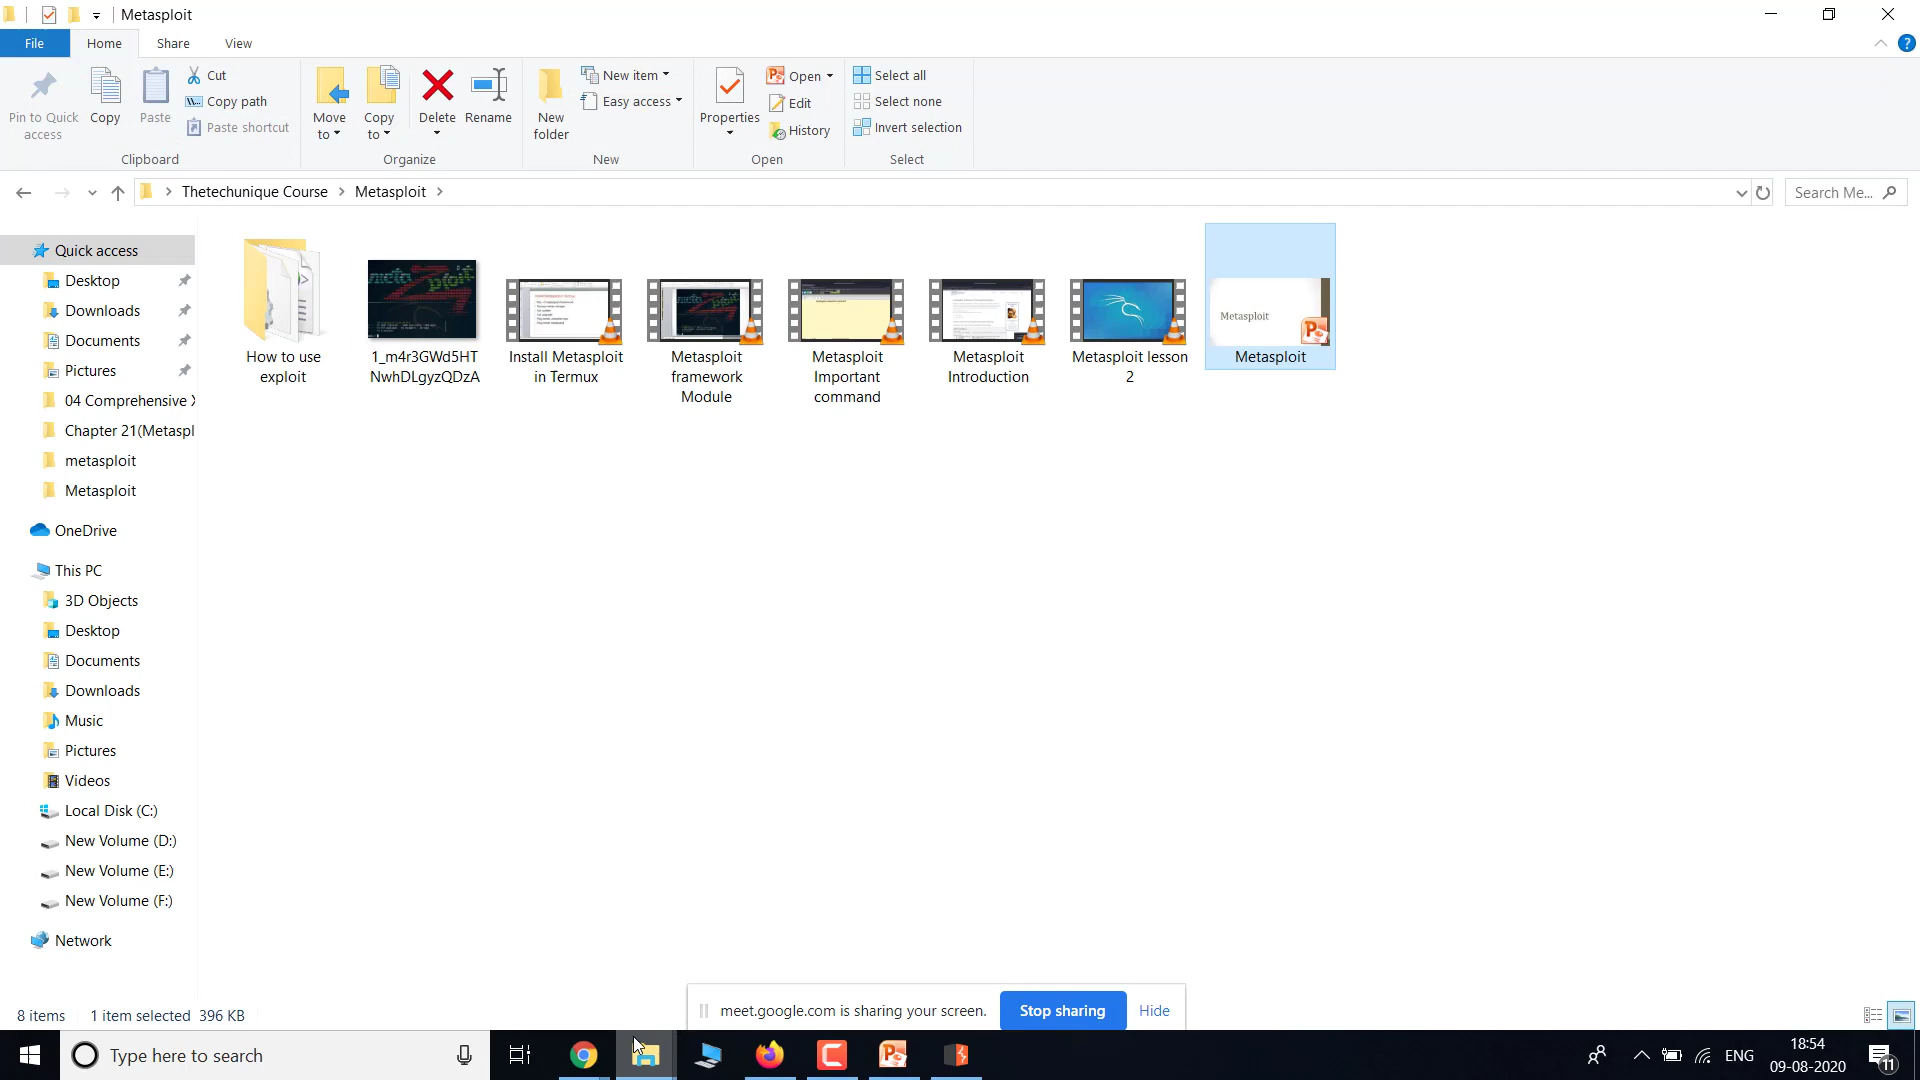 Metasploit
File Home Share View
Pin to Quick access
Copy
Paste
Cut
Copy path
Paste shortcut
Clipboard
Move to
Copy to
Delete
Rename
Organize
New folder
New item
Easy access
New
Properties
Open
Edit
History
Open
Select all
Select none
Invert selection
Select
Thetechunique Course > Metasploit >
Search Me...
Quick access
Desktop
Downloads
Documents
Pictures
04 Comprehensive X
Chapter 21(Metaspl
metasploit
Metasploit
OneDrive
This PC
3D Objects
Desktop
Documents
Downloads
Music
Pictures
Videos
Local Disk (C:)
New Volume (D:)
New Volume (E:)
New Volume (F:)
Network
How to use
exploit
1_m4r3GWd5HT
NwhDLgyzQDzA
Install Metasploit
in Termux
Metasploit
framework
Module
Metasploit
Important
command
Metasploit
Introduction
Metasploit lesson
2
Metasploit
Metasploit
8 items 1 item selected 396 KB
meet.google.com is sharing your screen. Stop sharing Hide
Type here to search
ENG
18:54
09-08-2020
11